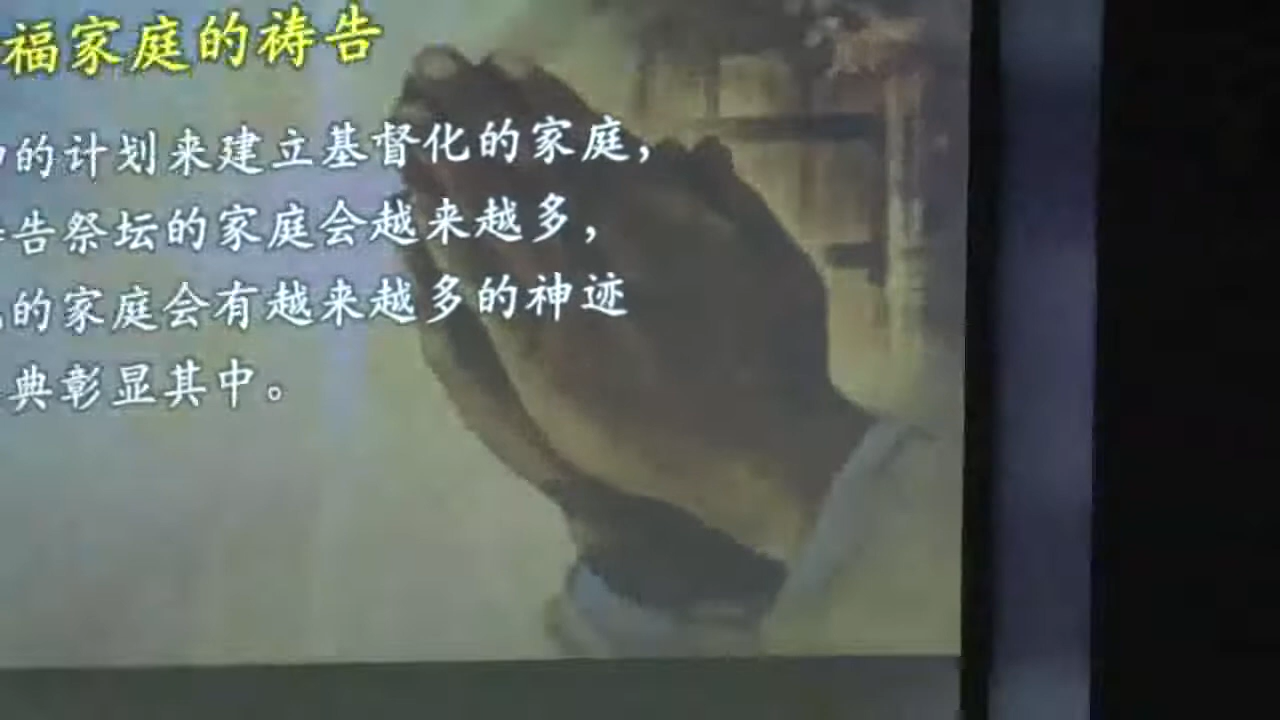 福家庭的祷告
的计划来建立基督化的家庭,
告祭坛的家庭会越来越多,
的家庭会有越来越多的神迹
典彰显其中。